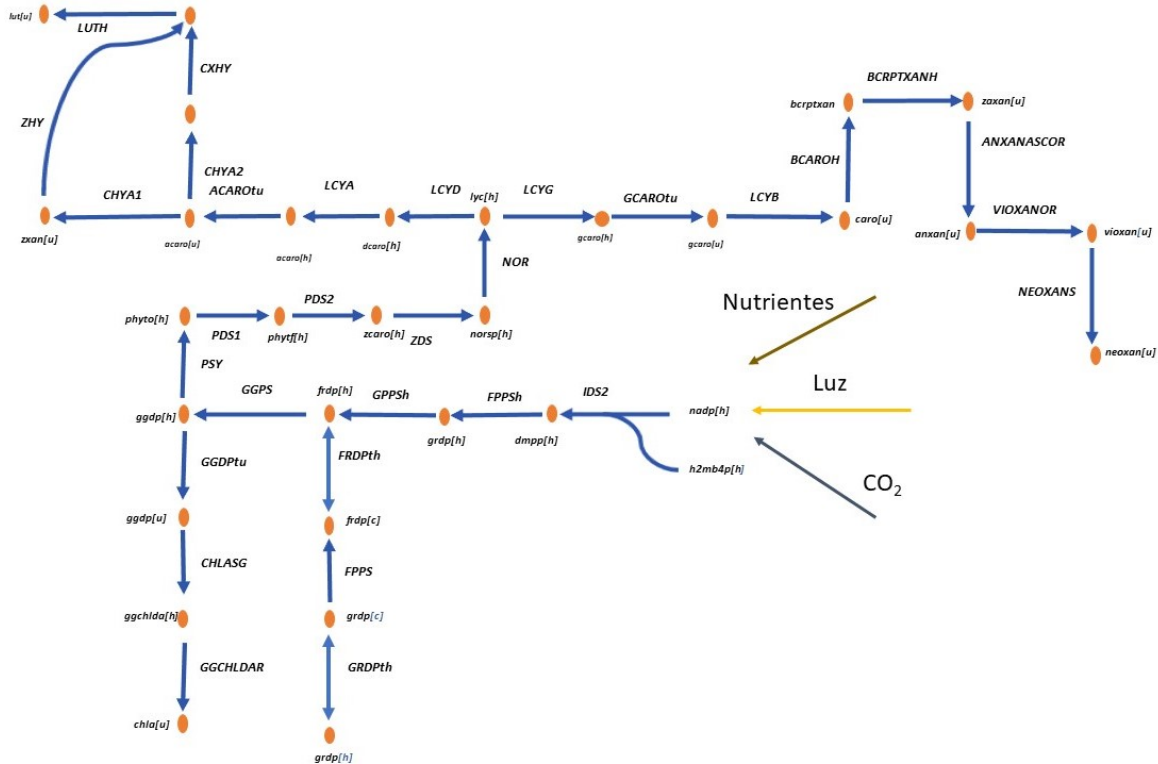 lut[u]
LUTH
CXHY
ZHY
CHYA2
ACAROtu
CHYA1
zxan[u]
acaro[u]
LCYA
acaro[h]
LCYD
dcaro[h]
lyc[h]
LCYG
gcaro[h]
GCAROtu
gcaro[u]
LCYB
caro[u]
BCAROH
bcrptxan
BCRPTXANH
zaxan[u]
ANXANASCOR
anxan[u]
VIOXANOR
vioxan[u]
NEOXANS
neoxan[u]
NOR
phyto[h]
PDS1
phytf[h]
PDS2
zcaro[h]
ZDS
norsp[h]
PSY
ggdp[h]
GGPS
frdp[h]
GPPSh
grdp[h]
FPPSh
dmpp[h]
IDS2
nadp[h]
h2mb4p[h]
Nutrientes
Luz
CO₂
GGDPtu
ggdp[u]
CHLASG
ggchlda[h]
GGCHLDAR
chla[u]
FRDPth
frdp[c]
FPPS
grdp[c]
GRDPth
grdp[h]